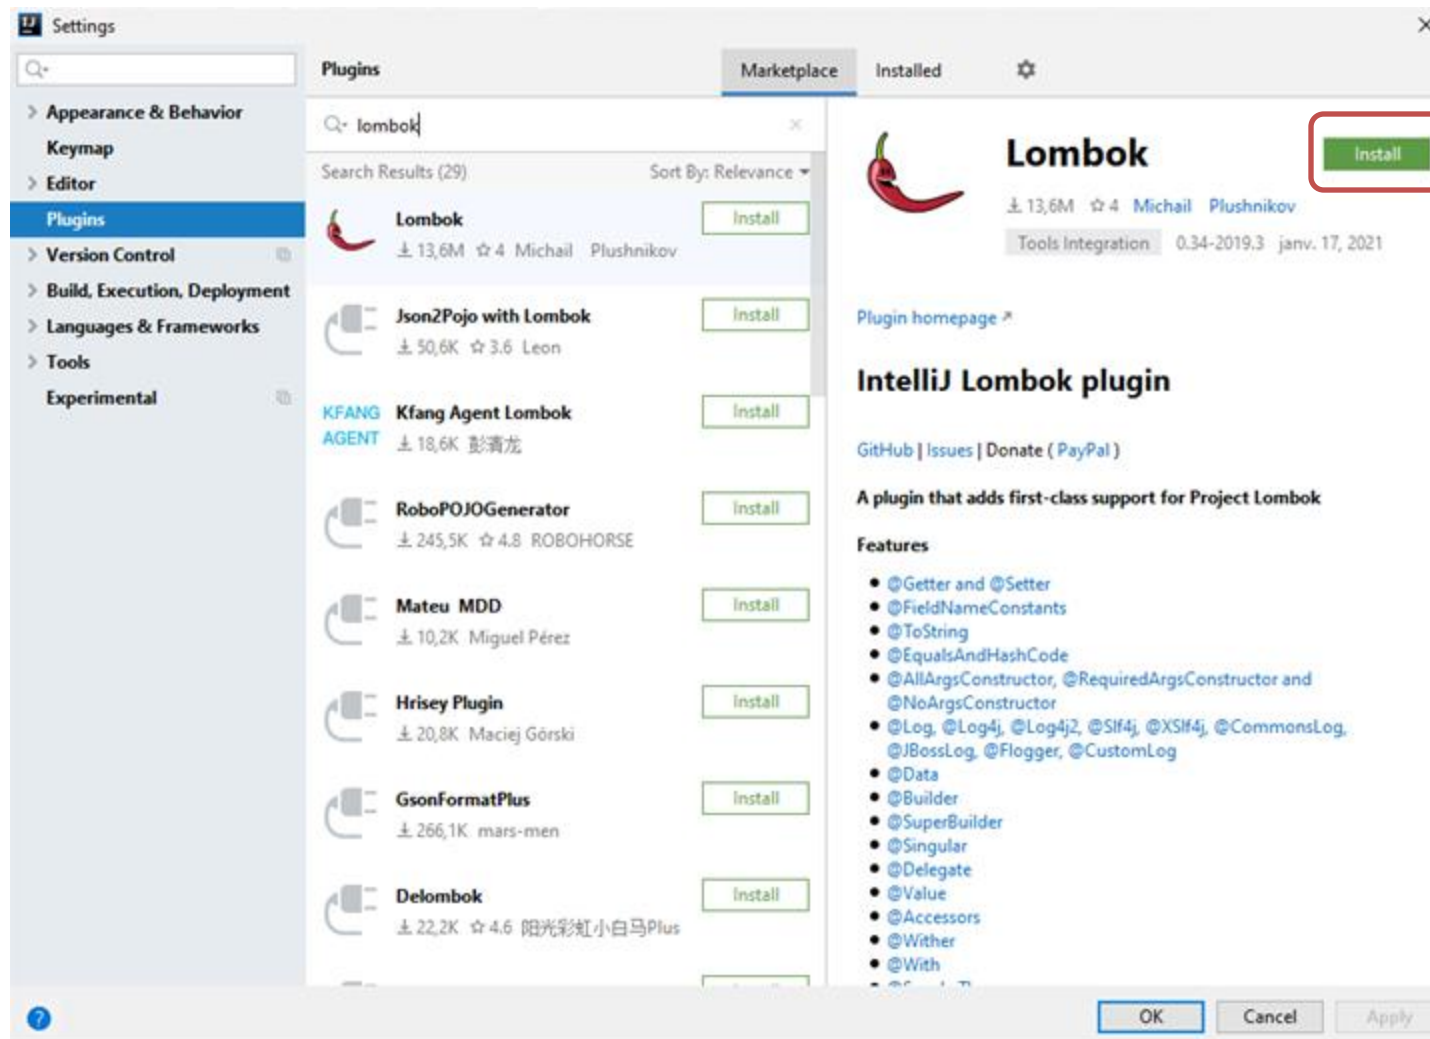 Settings
Plugins
Marketplace
Installed
Appearance & Behavior
Keymap
Editor
Plugins
Version Control
Build, Execution, Deployment
Languages & Frameworks
Tools
Experimental
lombok
Search Results (29)
Sort By: Relevance
Lombok
Install
13,6M 4 Michail Plushnikov
Json2Pojo with Lombok
Install
50,6K 3.6 Leon
KFANG AGENT
Kfang Agent Lombok
Install
18,6K 彭清龙
RoboPOJOGenerator
Install
245,5K 4.8 ROBOHORSE
Mateu MDD
Install
10,2K Miguel Pérez
Hrisey Plugin
Install
20,8K Maciej Górski
GsonFormatPlus
Install
266,1K mars-men
Delombok
Install
22,2K 4.6 阳光彩虹小白马Plus
Lombok
Install
13,6M 4 Michail Plushnikov
Tools Integration 0.34-2019.3 janv. 17, 2021
Plugin homepage
IntelliJ Lombok plugin
GitHub | Issues | Donate ( PayPal )
A plugin that adds first-class support for Project Lombok
Features
@Getter and @Setter
@FieldNameConstants
@ToString
@EqualsAndHashCode
@AllArgsConstructor, @RequiredArgsConstructor and
@NoArgsConstructor
@Log, @Log4j, @Log4j2, @Slf4j, @XSlf4j, @CommonsLog,
@JBossLog, @Flogger, @CustomLog
@Data
@Builder
@SuperBuilder
@Singular
@Delegate
@Value
@Accessors
@Wither
@With
?
OK
Cancel
Apply